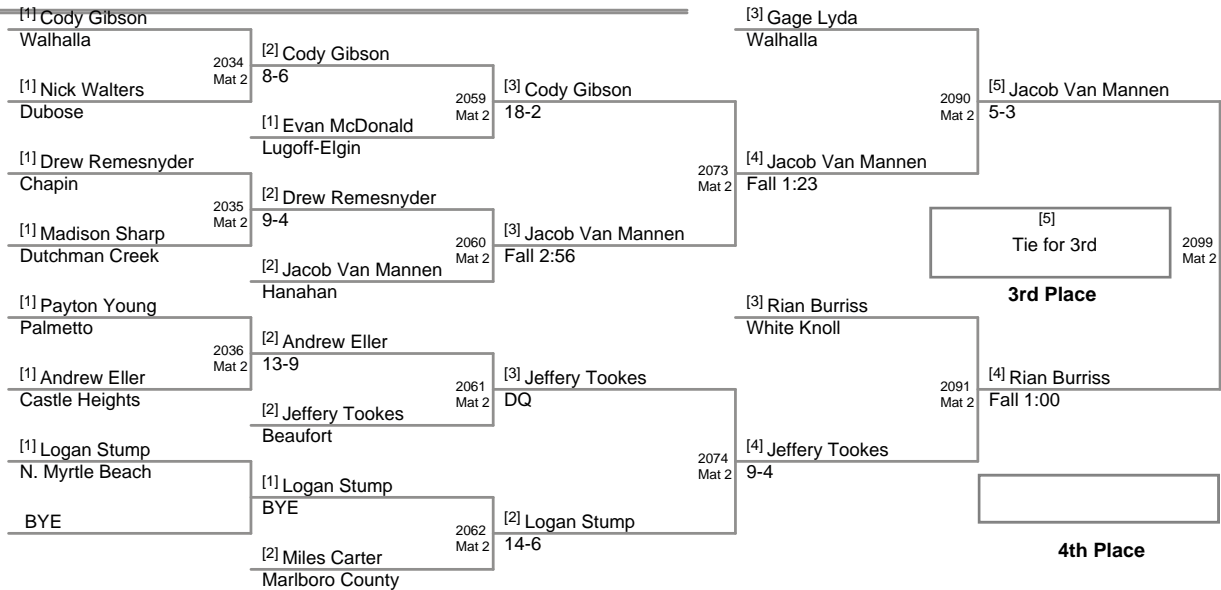 [1] Cody Gibson
Walhalla
2034
Mat 2
[1] Nick Walters
Dubose
[1] Drew Remesnyder
Chapin
2035
Mat 2
[1] Madison Sharp
Dutchman Creek
[1] Payton Young
Palmetto
2036
Mat 2
[1] Andrew Eller
Castle Heights
[1] Logan Stump
N. Myrtle Beach
BYE
[2] Cody Gibson
8-6
2059
Mat 2
[1] Evan McDonald
Lugoff-Elgin
[2] Drew Remesnyder
9-4
2060
Mat 2
[2] Jacob Van Mannen
Hanahan
[2] Andrew Eller
13-9
2061
Mat 2
[2] Jeffery Tookes
Beaufort
[1] Logan Stump
BYE
2062
Mat 2
[2] Miles Carter
Marlboro County
[3] Cody Gibson
18-2
2073
Mat 2
[3] Jacob Van Mannen
Fall 2:56
[3] Jeffery Tookes
DQ
2074
Mat 2
[2] Logan Stump
14-6
[3] Gage Lyda
Walhalla
2090
Mat 2
[4] Jacob Van Mannen
Fall 1:23
[3] Rian Burriss
White Knoll
2091
Mat 2
[4] Jeffery Tookes
9-4
[5] Jacob Van Mannen
5-3
[5]
Tie for 3rd
2099
Mat 2
3rd Place
[4] Rian Burriss
Fall 1:00
4th Place